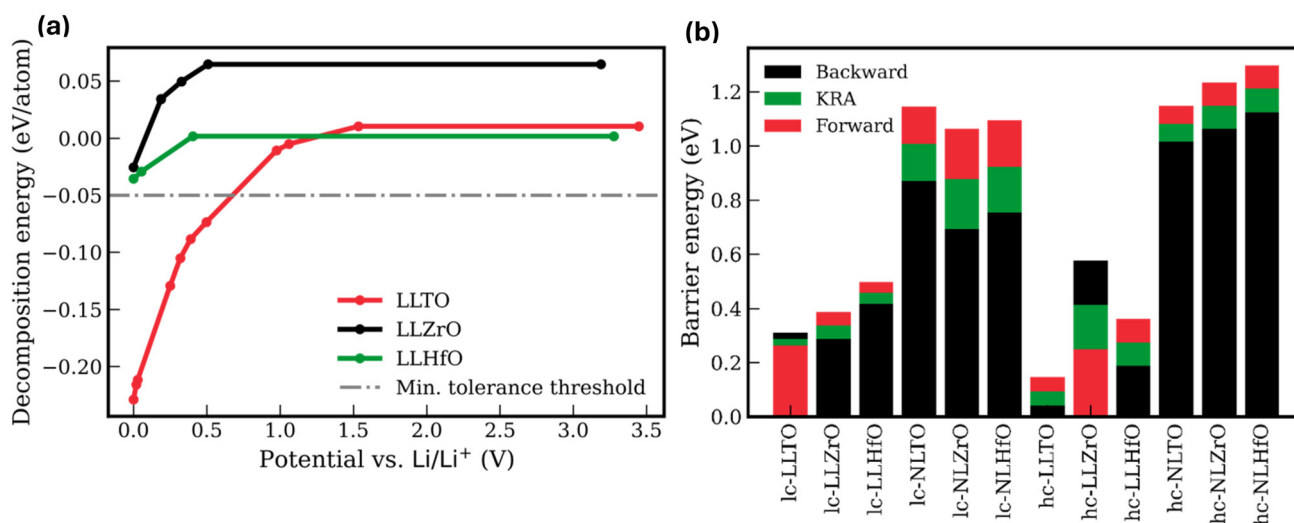 (a)
Decomposition energy (eV/atom)
0.05
0.00
−0.05
−0.10
−0.15
−0.20
LLTO
LLZrO
LLHfO
Min. tolerance threshold
0.0 0.5 1.0 1.5 2.0 2.5 3.0 3.5
Potential vs. Li/Li⁺ (V)
(b)
Barrier energy (eV)
1.2
1.0
0.8
0.6
0.4
0.2
0.0
Backward
KRA
Forward
lc-LLTO
lc-LLZrO
lc-LLHfO
lc-NLTO
lc-NLZrO
lc-NLHfO
hc-LLTO
hc-LLZrO
hc-LLHfO
hc-NLTO
hc-NLZrO
hc-NLHfO